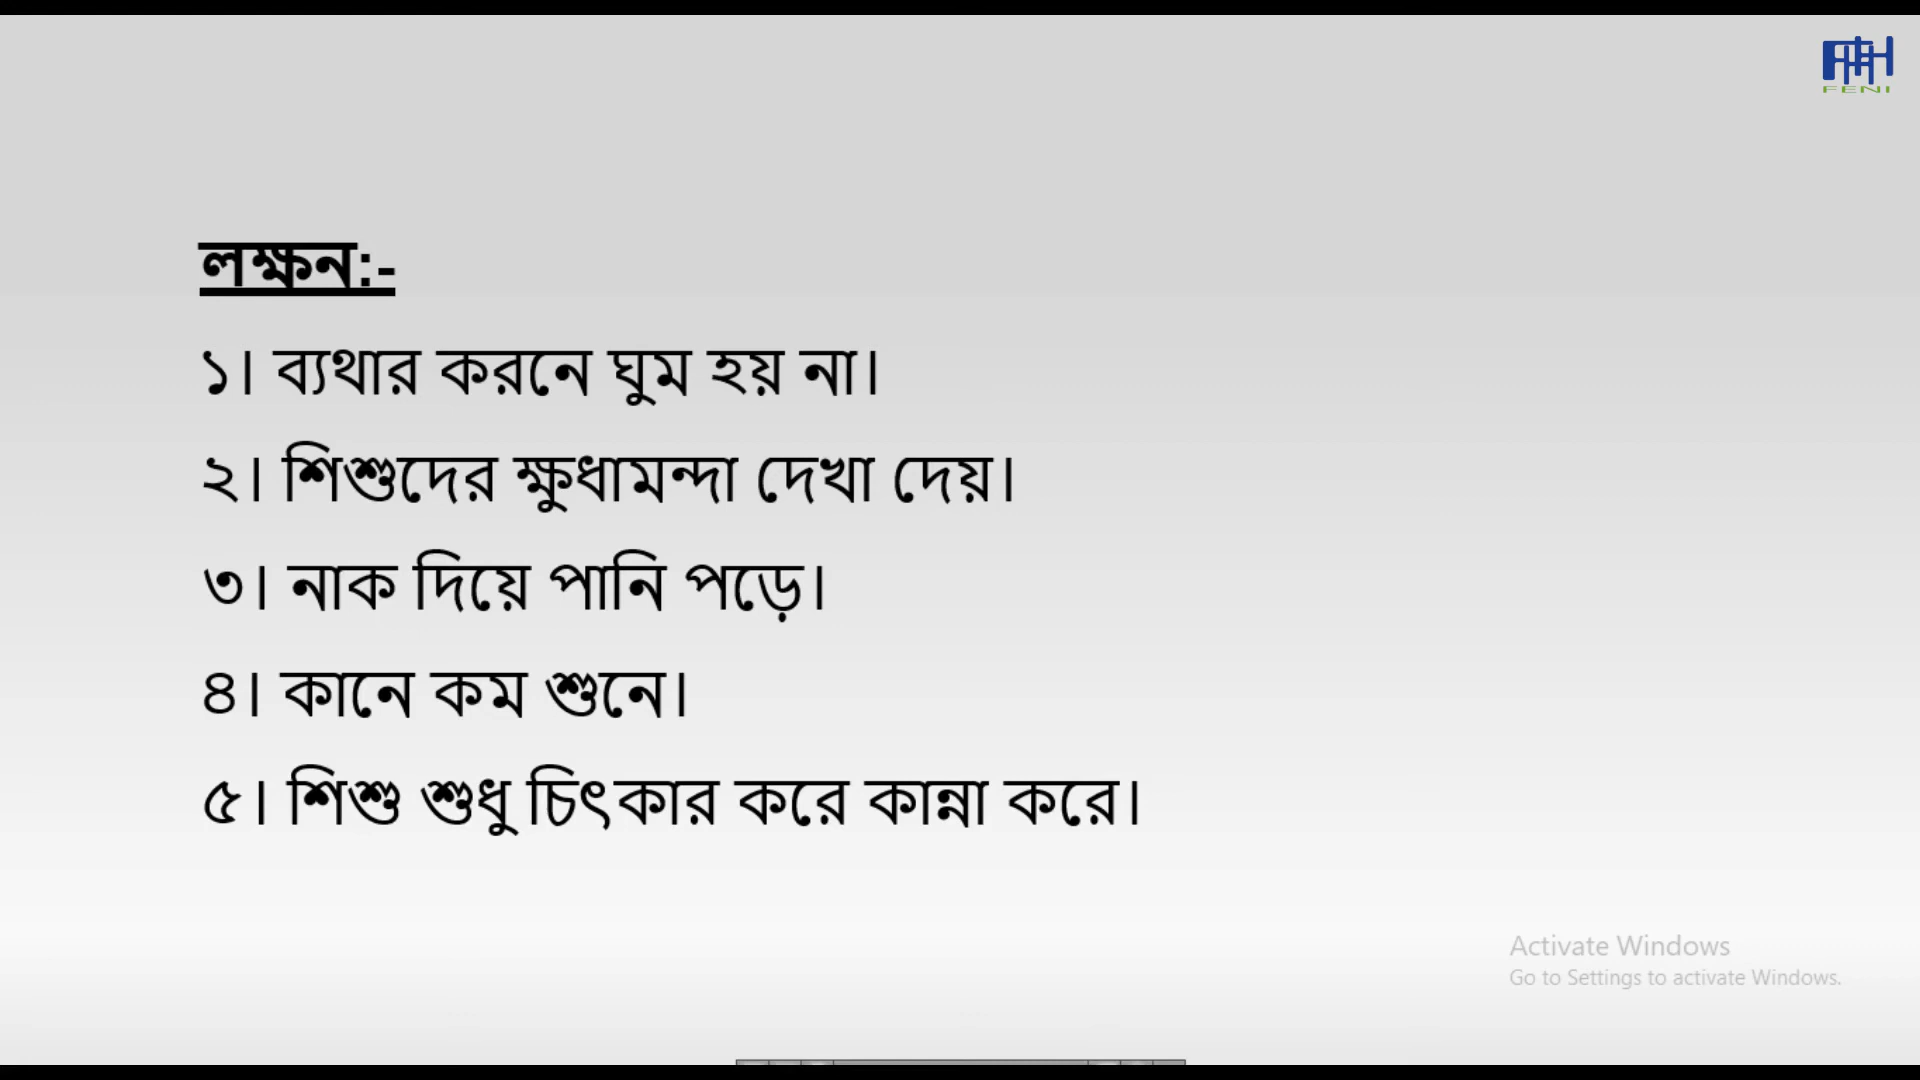 FENI
লক্ষন:-
১। ব্যথার করনে ঘুম হয় না।
২। শিশুদের ক্ষুধামন্দা দেখা দেয়।
৩। নাক দিয়ে পানি পড়ে।
৪। কানে কম শুনে।
৫। শিশু শুধু চিৎকার করে কান্না করে।
Activate Windows
Go to Settings to activate Windows.